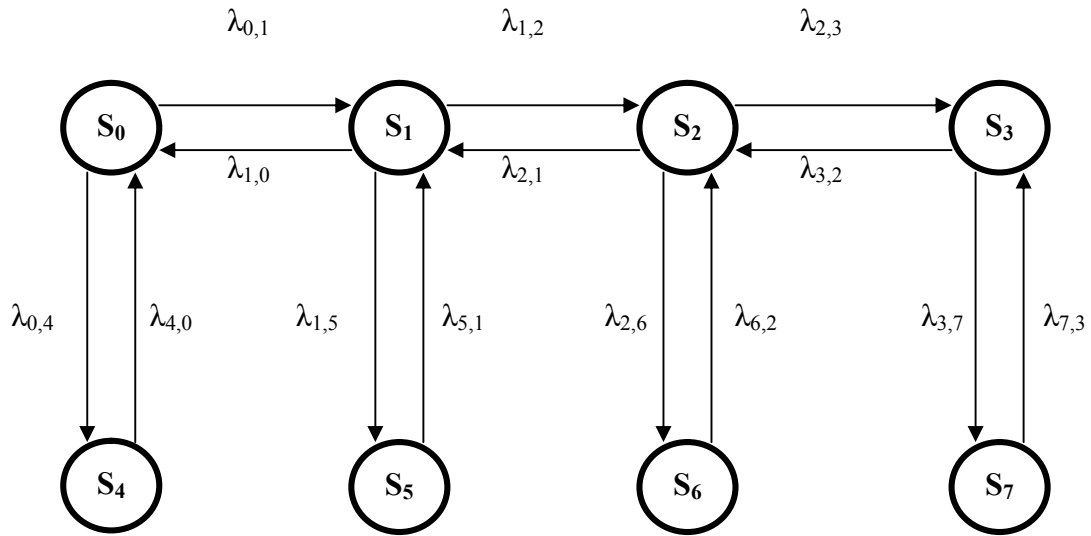 λ0,1 λ1,2 λ2,3
S0 S1 S2 S3
λ1,0 λ2,1 λ3,2
λ0,4 λ4,0 λ1,5 λ5,1 λ2,6 λ6,2 λ3,7 λ7,3
S4 S5 S6 S7